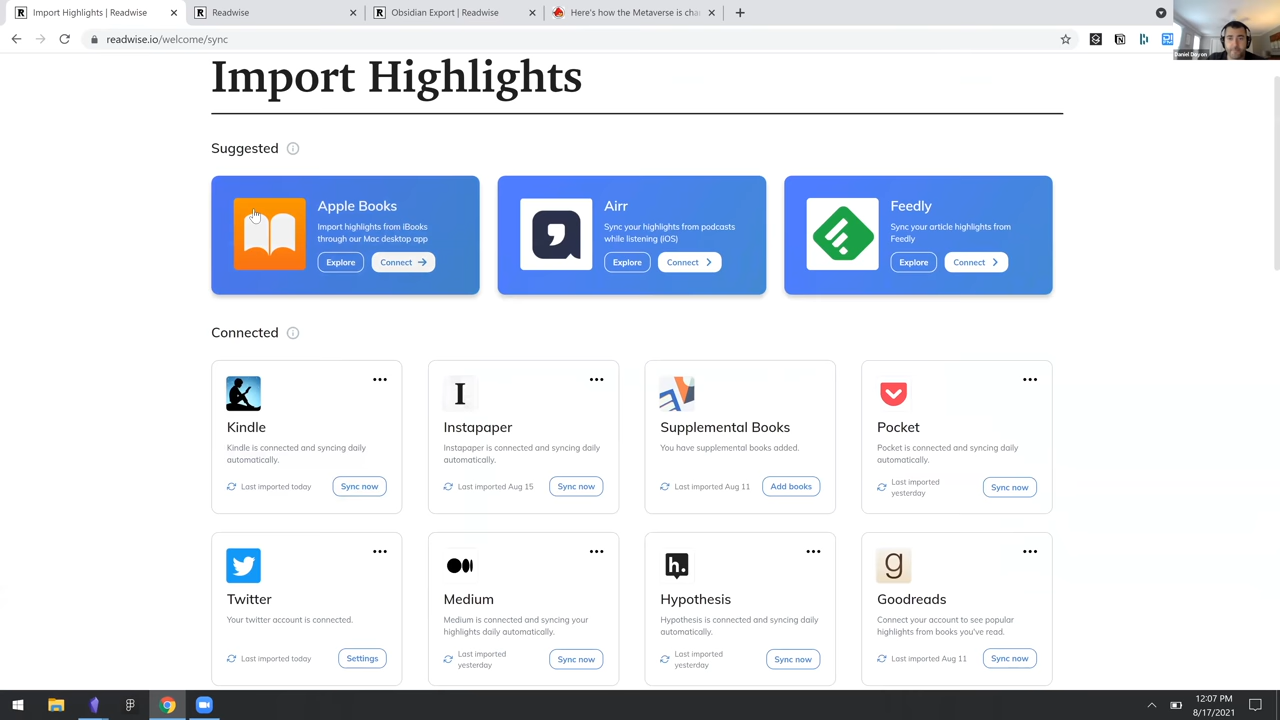 Import Highlights | Readwise
Readwise
Obsidian Export | Readwise
Here's how the Metaverse is cha
readwise.io/welcome/sync
Daniel Doyon
Import Highlights
Suggested
Apple Books
Import highlights from iBooks
through our Mac desktop app
Explore
Connect
Airr
Sync your highlights from podcasts
while listening (iOS)
Explore
Connect
Feedly
Sync your article highlights from
Feedly
Explore
Connect
Connected
Kindle
Kindle is connected and syncing daily
automatically.
Last imported today
Sync now
Instapaper
Instapaper is connected and syncing daily
automatically.
Last imported Aug 15
Sync now
Supplemental Books
You have supplemental books added.
Last imported Aug 11
Add books
Pocket
Pocket is connected and syncing daily
automatically.
Last imported
yesterday
Sync now
Twitter
Your twitter account is connected.
Last imported today
Settings
Medium
Medium is connected and syncing your
highlights daily automatically.
Last imported
yesterday
Sync now
h.
Hypothesis
Hypothesis is connected and syncing daily
automatically.
Last imported
yesterday
Sync now
g
Goodreads
Connect your account to see popular
highlights from books you've read.
Last imported Aug 11
Sync now
12:07 PM
8/17/2021